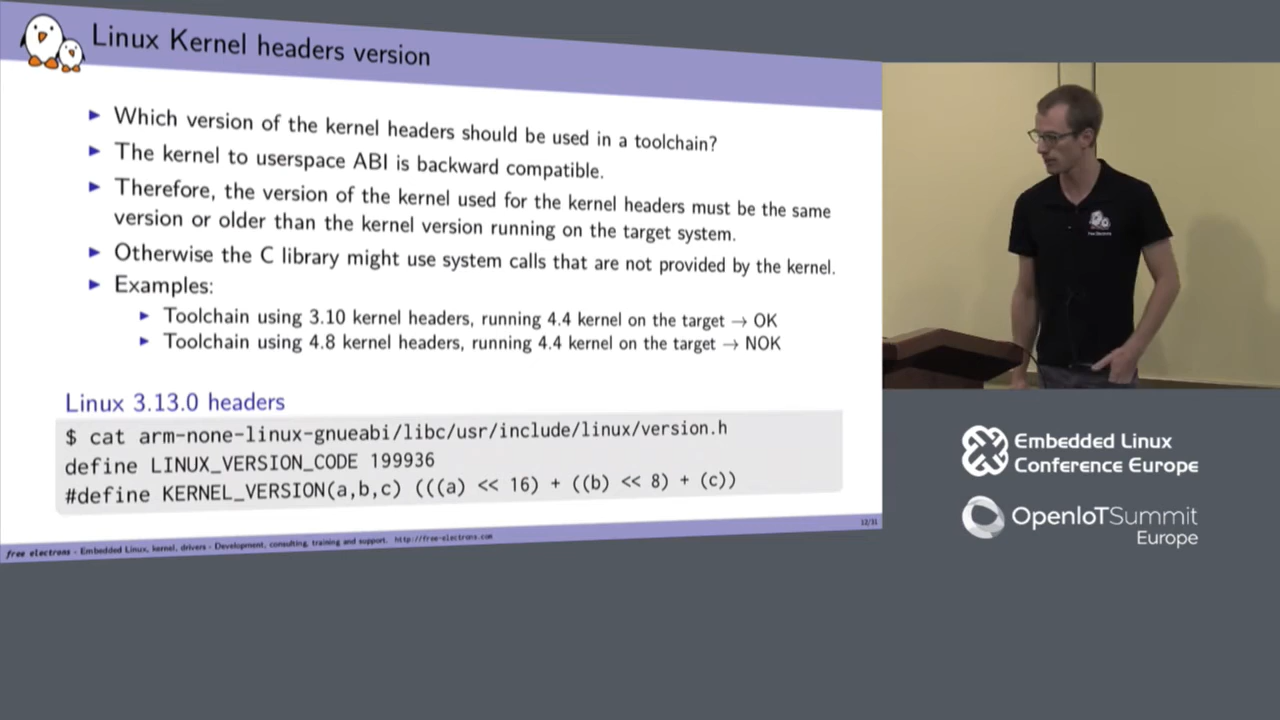 Linux Kernel headers version
► Which version of the kernel headers should be used in a toolchain?
► The kernel to userspace ABI is backward compatible.
► Therefore, the version of the kernel used for the kernel headers must be the same
version or older than the kernel version running on the target system.
► Otherwise the C library might use system calls that are not provided by the kernel.
► Examples:
► Toolchain using 3.10 kernel headers, running 4.4 kernel on the target → OK
► Toolchain using 4.8 kernel headers, running 4.4 kernel on the target → NOK
Linux 3.13.0 headers
$ cat arm-none-linux-gnueabi/libc/usr/include/linux/version.h
define LINUX_VERSION_CODE 199936
#define KERNEL_VERSION(a,b,c) (((a) << 16) + ((b) << 8) + (c))
12/31
free electrons - Embedded Linux, kernel, drivers - Development, consulting, training and support. http://free-electrons.com
Embedded Linux
Conference Europe
OpenIoTSummit
Europe